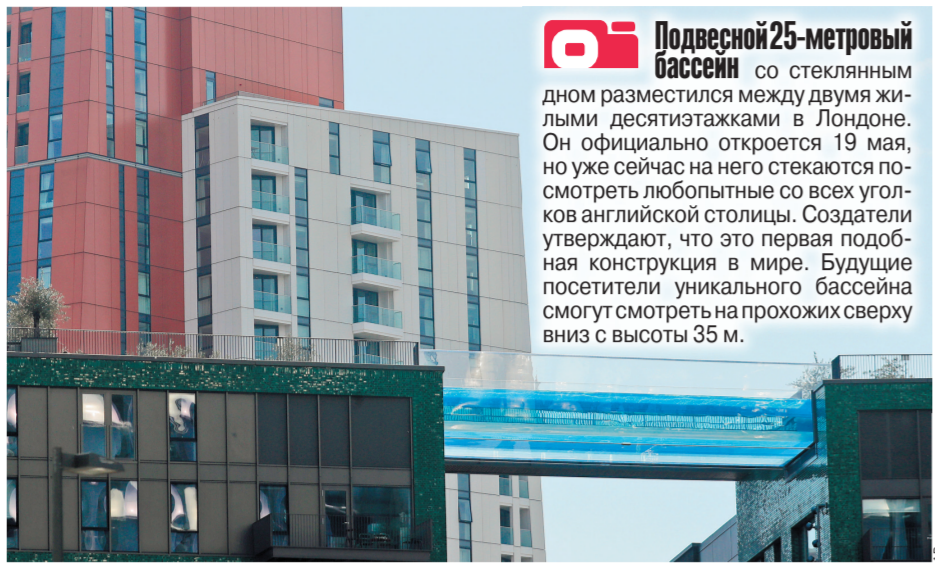 Подвесной 25-метровый
бассейн со стеклянным
дном разместился между двумя жи-
лыми десятиэтажками в Лондоне.
Он официально откроется 19 мая,
но уже сейчас на него стекаются по-
смотреть любопытные со всех угол-
ков английской столицы. Создатели
утверждают, что это первая подоб-
ная конструкция в мире. Будущие
посетители уникального бассейна
смогут смотреть на прохожих сверху
вниз с высоты 35 м.